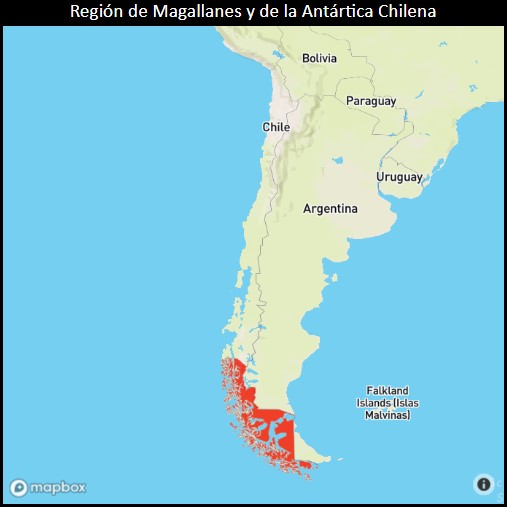 Región de Magallanes y de la Antártica Chilena
Bolivia
Paraguay
Chile
Uruguay
Argentina
Falkland
Islands (Islas
Malvinas)
mapbox